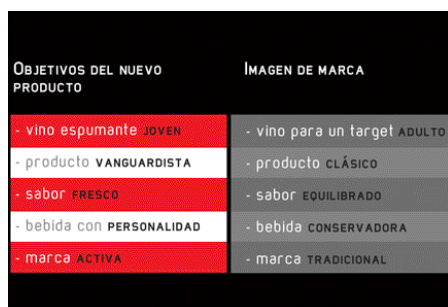 OBJETIVOS DEL NUEVO
PRODUCTO
- vino espumante JOVEN
- producto VANGUARDISTA
- sabor FRESCO
- bebida con PERSONALIDAD
- marca ACTIVA
IMAGEN DE MARCA
- vino para un target ADULTO
- producto CLÁSICO
- sabor EQUILIBRADO
- bebida CONSERVADORA
- marca TRADICIONAL